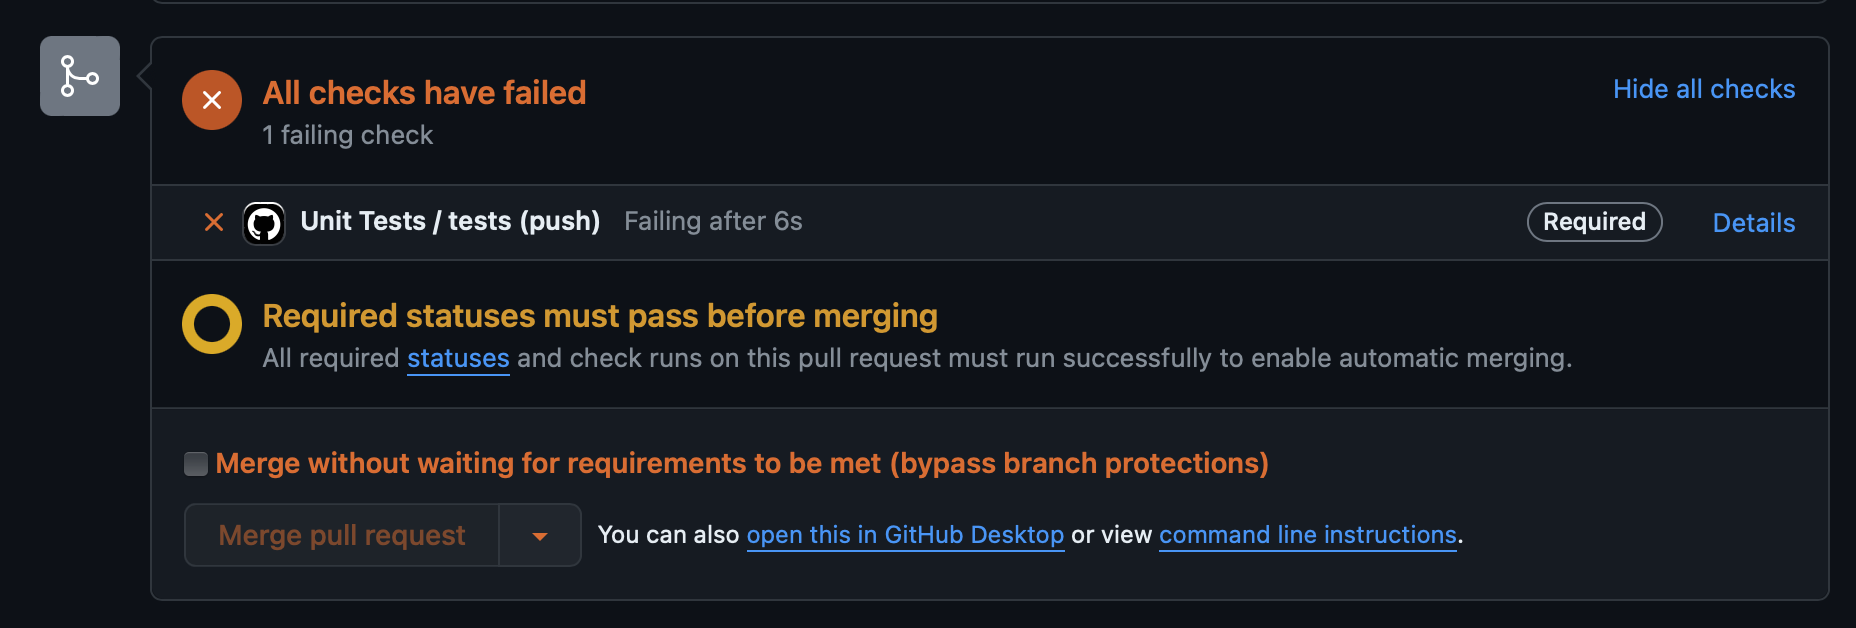 All checks have failed
Hide all checks
1 failing check
Unit Tests / tests (push) Failing after 6s Required Details
Required statuses must pass before merging
All required statuses and check runs on this pull request must run successfully to enable automatic merging.
Merge without waiting for requirements to be met (bypass branch protections)
Merge pull request You can also open this in GitHub Desktop or view command line instructions.